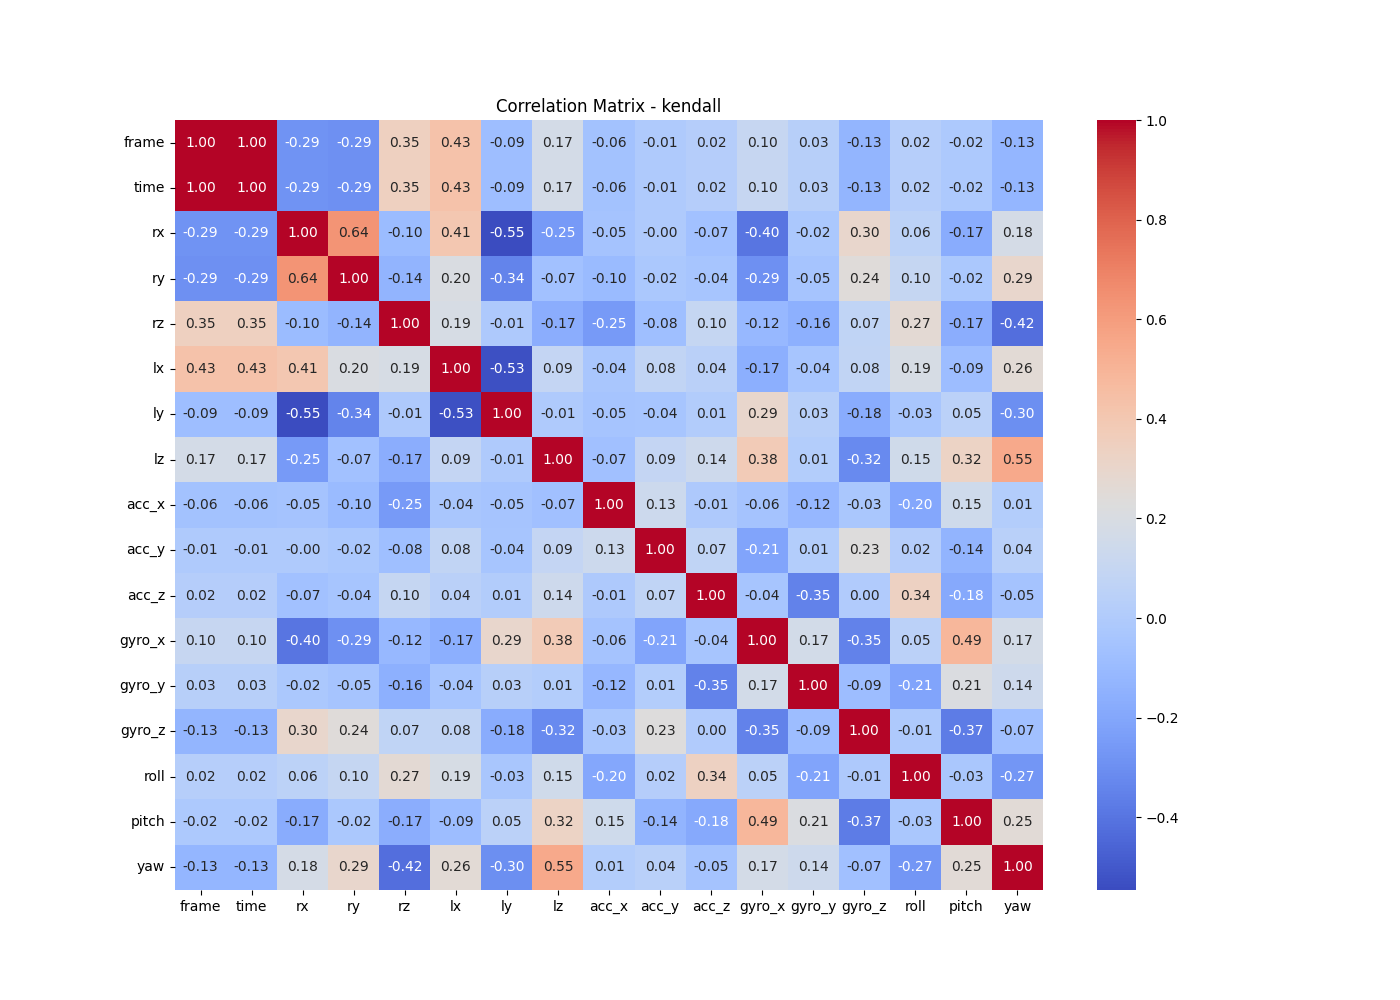 Correlation Matrix - kendall
frame 1.00 1.00 -0.29 -0.29 0.35 0.43 -0.09 0.17 -0.06 -0.01 0.02 0.10 0.03 -0.13 0.02 -0.02 -0.13
time 1.00 1.00 -0.29 -0.29 0.35 0.43 -0.09 0.17 -0.06 -0.01 0.02 0.10 0.03 -0.13 0.02 -0.02 -0.13
rx -0.29 -0.29 1.00 0.64 -0.10 0.41 -0.55 -0.25 -0.05 -0.00 -0.07 -0.40 -0.02 0.30 0.06 -0.17 0.18
ry -0.29 -0.29 0.64 1.00 -0.14 0.20 -0.34 -0.07 -0.10 -0.02 -0.04 -0.29 -0.05 0.24 0.10 -0.02 0.29
rz 0.35 0.35 -0.10 -0.14 1.00 0.19 -0.01 -0.17 -0.25 -0.08 0.10 -0.12 -0.16 0.07 0.27 -0.17 -0.42
lx 0.43 0.43 0.41 0.20 0.19 1.00 -0.53 0.09 -0.04 0.08 0.04 -0.17 -0.04 0.08 0.19 -0.09 0.26
ly -0.09 -0.09 -0.55 -0.34 -0.01 -0.53 1.00 -0.01 -0.05 -0.04 0.01 0.29 0.03 -0.18 -0.03 0.05 -0.30
lz 0.17 0.17 -0.25 -0.07 -0.17 0.09 -0.01 1.00 -0.07 0.09 0.14 0.38 0.01 -0.32 0.15 0.32 0.55
acc_x -0.06 -0.06 -0.05 -0.10 -0.25 -0.04 -0.05 -0.07 1.00 0.13 -0.01 -0.06 -0.12 -0.03 -0.20 0.15 0.01
acc_y -0.01 -0.01 -0.00 -0.02 -0.08 0.08 -0.04 0.09 0.13 1.00 0.07 -0.21 0.01 0.23 0.02 -0.14 0.04
acc_z 0.02 0.02 -0.07 -0.04 0.10 0.04 0.01 0.14 -0.01 0.07 1.00 -0.04 -0.35 0.00 0.34 -0.18 -0.05
gyro_x 0.10 0.10 -0.40 -0.29 -0.12 -0.17 0.29 0.38 -0.06 -0.21 -0.04 1.00 0.17 -0.35 0.05 0.49 0.17
gyro_y 0.03 0.03 -0.02 -0.05 -0.16 -0.04 0.03 0.01 -0.12 0.01 -0.35 0.17 1.00 -0.09 -0.21 0.21 0.14
gyro_z -0.13 -0.13 0.30 0.24 0.07 0.08 -0.18 -0.32 -0.03 0.23 0.00 -0.35 -0.09 1.00 -0.01 -0.37 -0.07
roll 0.02 0.02 0.06 0.10 0.27 0.19 -0.03 0.15 -0.20 0.02 0.34 0.05 -0.21 -0.01 1.00 -0.03 -0.27
pitch -0.02 -0.02 -0.17 -0.02 -0.17 -0.09 0.05 0.32 0.15 -0.14 -0.18 0.49 0.21 -0.37 -0.03 1.00 0.25
yaw -0.13 -0.13 0.18 0.29 -0.42 0.26 -0.30 0.55 0.01 0.04 -0.05 0.17 0.14 -0.07 -0.27 0.25 1.00
frame time rx ry rz lx ly lz acc_x acc_y acc_z gyro_x gyro_y gyro_z roll pitch yaw
1.0
0.8
0.6
0.4
0.2
0.0
−0.2
−0.4